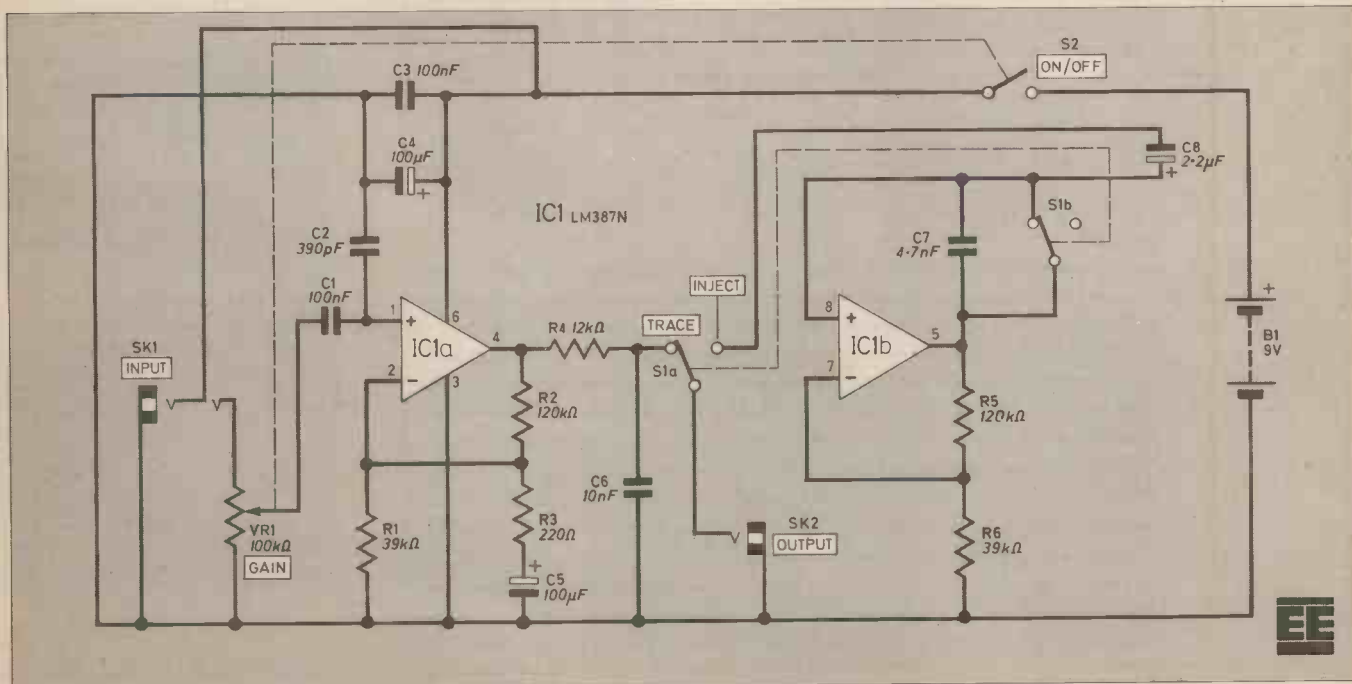 S2
ON/OFF
C3 100nF
C4
100µF
+
C8
2·2µF
+
IC1 LM387N
S1b
C2
390pF
C7
4·7nF
C1
100nF
INJECT
+
B1
9V
1
+
6
IC1a
4
2
−
3
R4 12kΩ
TRACE
S1a
8
+
IC1b
5
7
−
SK1
INPUT
R2
120kΩ
R5
120kΩ
C6
10nF
R3
220Ω
SK2
OUTPUT
R1
39kΩ
R6
39kΩ
VR1
100kΩ
GAIN
+
C5
100µF
EE